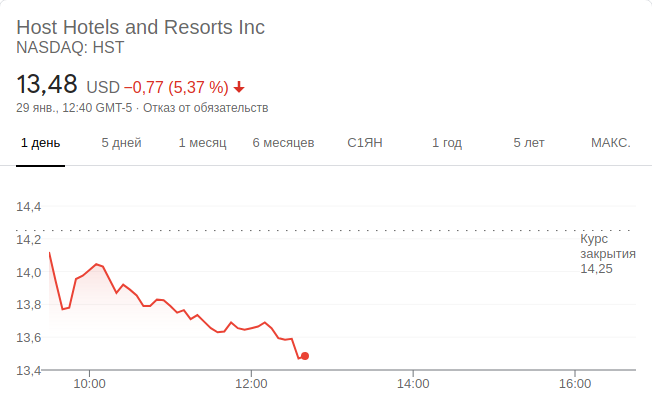 Host Hotels and Resorts Inc
NASDAQ: HST
13,48 USD −0,77 (5,37 %)
29 янв., 12:40 GMT-5 · Отказ от обязательств
1 день 5 дней 1 месяц 6 месяцев С1ЯН 1 год 5 лет МАКС.
14,4
14,2
14,0
13,8
13,6
13,4
Курс
закрытия
14,25
10:00 12:00 14:00 16:00